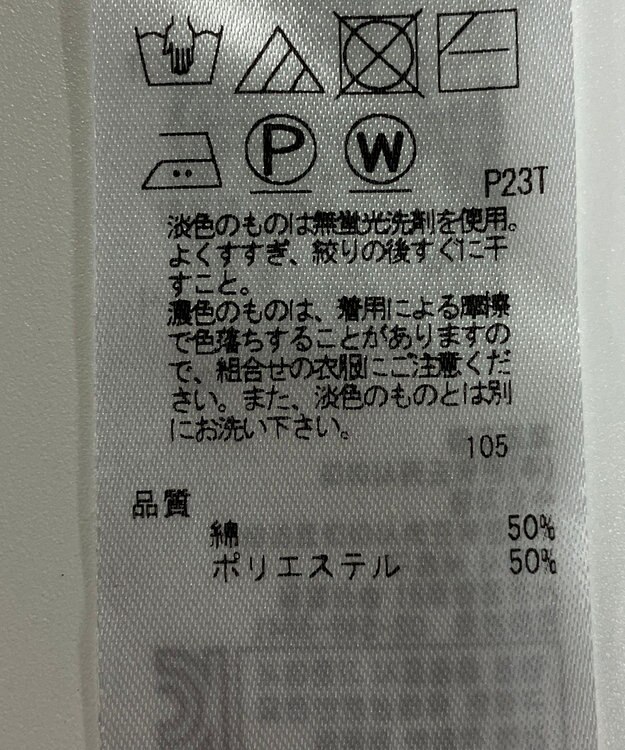 P
W
P23T
淡色のものは無蛍光洗剤を使用。
よくすすぎ、絞りの後すぐに干
すこと。
濃色のものは、着用による摩擦
で色落ちすることがありますの
で、組合せの衣服にご注意くだ
さい。また、淡色のものとは別
にお洗い下さい。
105
品質
綿 50%
ポリエステル 50%